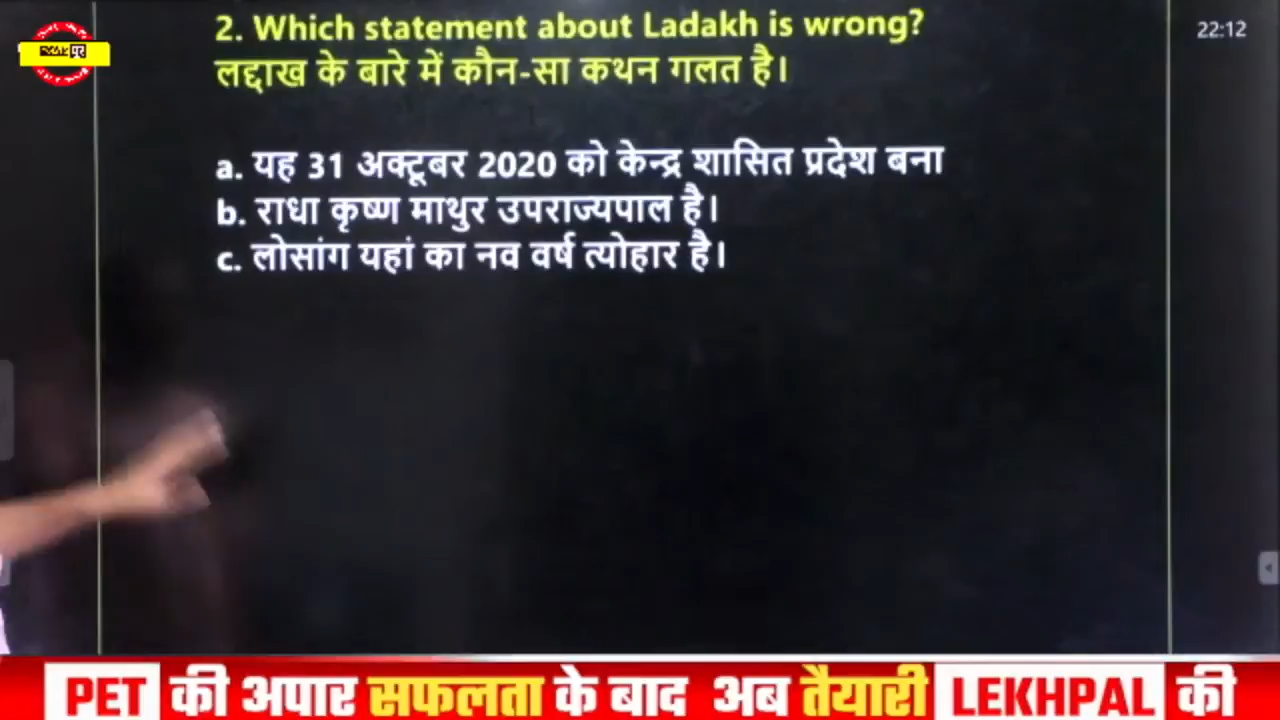 2. Which statement about Ladakh is wrong?
22:12
लद्दाख के बारे में कौन-सा कथन गलत है।
a. यह 31 अक्टूबर 2020 को केन्द्र शासित प्रदेश बना
b. राधा कृष्ण माथुर उपराज्यपाल है।
c. लोसांग यहां का नव वर्ष त्योहार है।
PET की अपार सफलता के बाद अब तैयारी LEKHPAL की